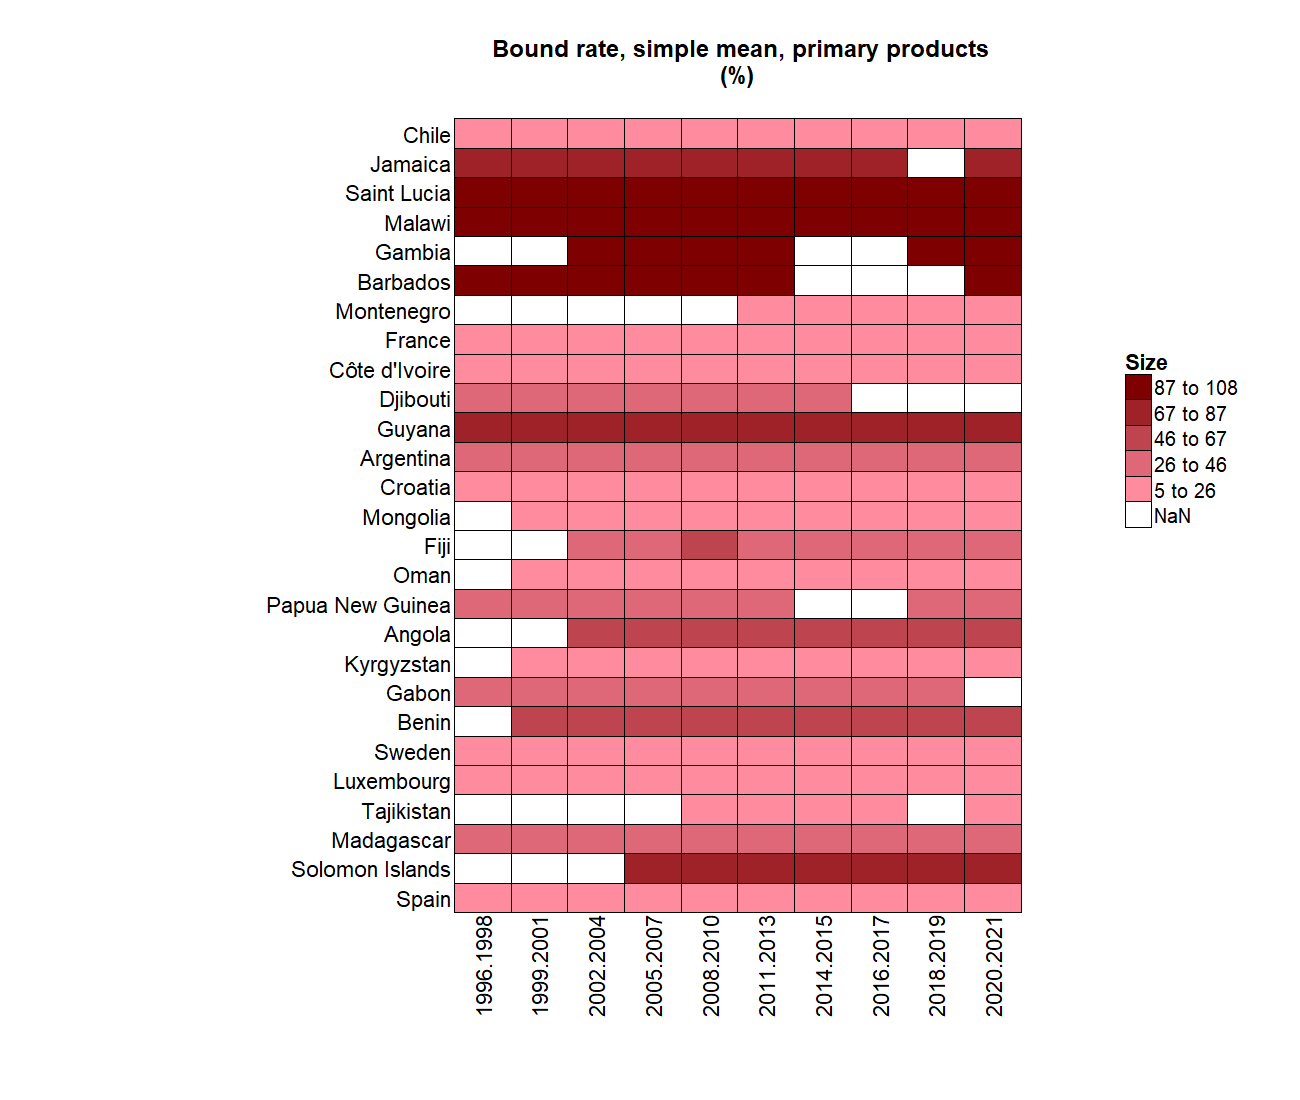 Bound rate, simple mean, primary products
(%)
Chile
Jamaica
Saint Lucia
Malawi
Gambia
Barbados
Montenegro
France
Côte d'Ivoire
Djibouti
Guyana
Argentina
Croatia
Mongolia
Fiji
Oman
Papua New Guinea
Angola
Kyrgyzstan
Gabon
Benin
Sweden
Luxembourg
Tajikistan
Madagascar
Solomon Islands
Spain
1996.1998
1999.2001
2002.2004
2005.2007
2008.2010
2011.2013
2014.2015
2016.2017
2018.2019
2020.2021
Size
87 to 108
67 to 87
46 to 67
26 to 46
5 to 26
NaN